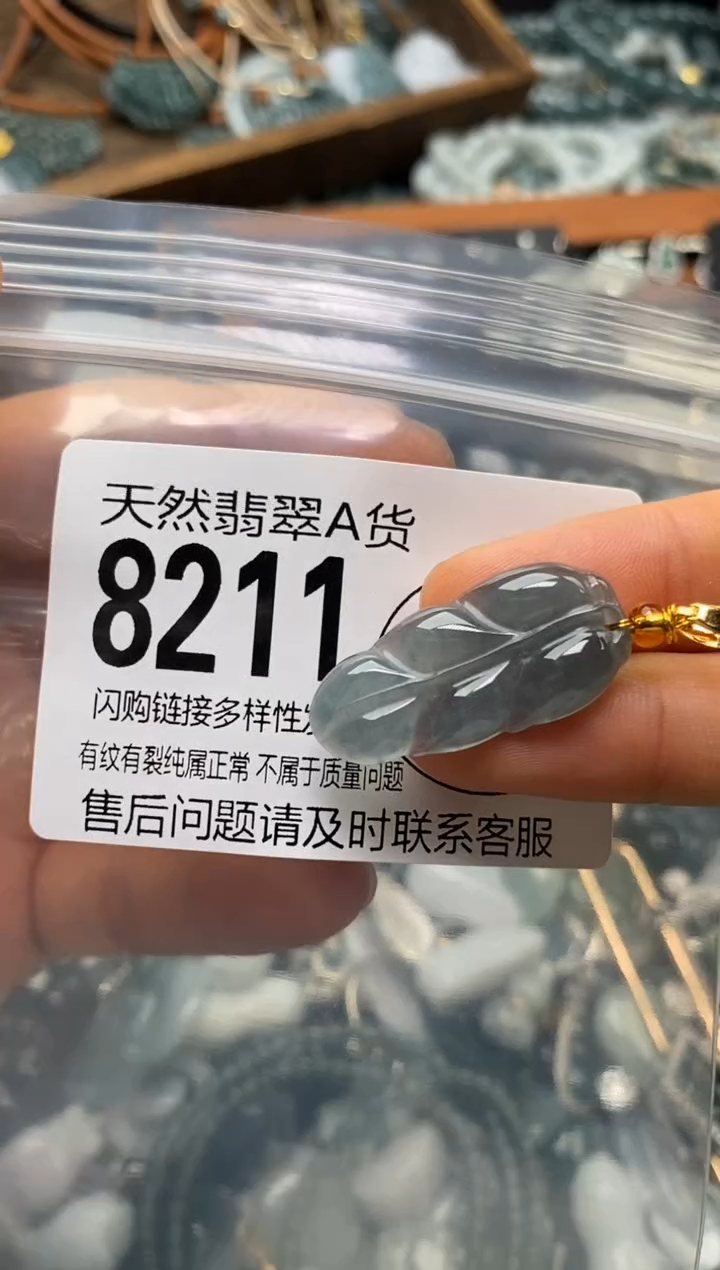 天然翡翠A货
8211
闪购链接多样性
有纹有裂纯属正常 不属于质量问题
售后问题请及时联系客服